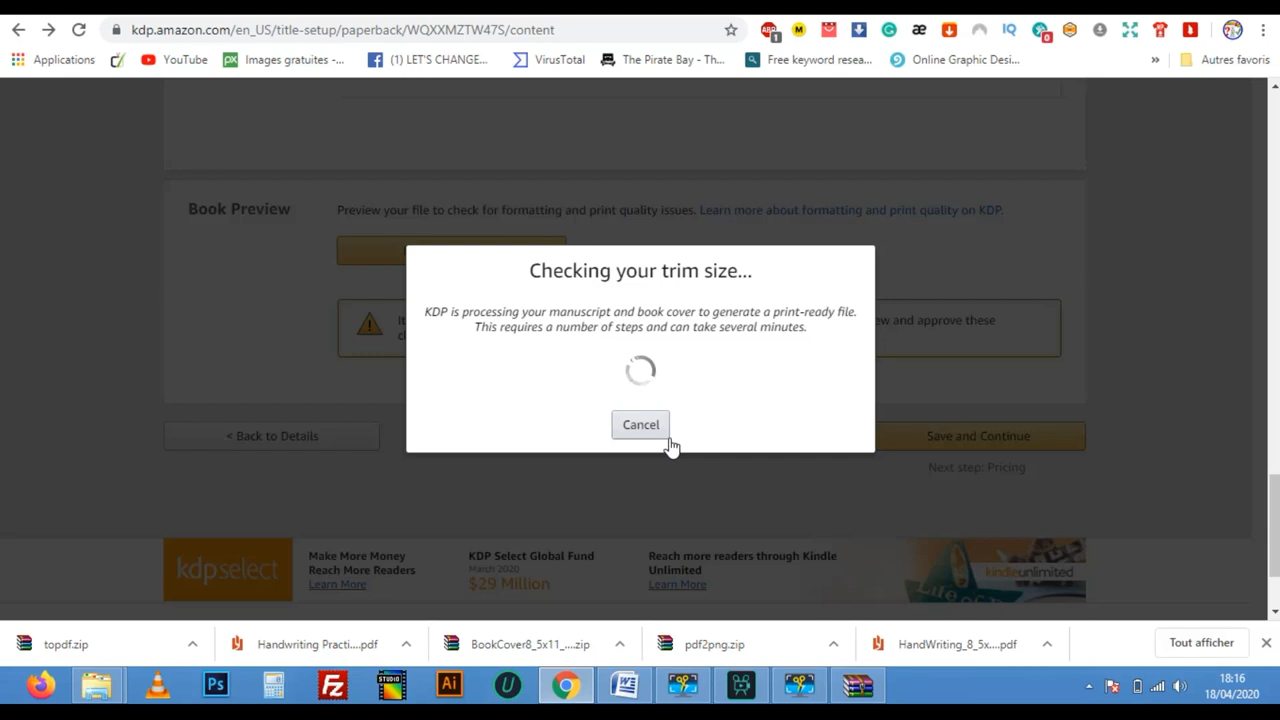 kdp.amazon.com/en_US/title-setup/paperback/WQXXMZTW47S/content
Applications
YouTube
Images gratuites -...
(1) LET'S CHANGE...
VirusTotal
The Pirate Bay - Th...
Free keyword resea...
Online Graphic Desi...
»
Autres favoris
Book Preview
Preview your file to check for formatting and print quality issues. Learn more about formatting and print quality on KDP.
Checking your trim size...
KDP is processing your manuscript and book cover to generate a print-ready file.
This requires a number of steps and can take several minutes.
Cancel
ew and approve these
< Back to Details
Save and Continue
Next step: Pricing
kdpselect
Make More Money
Reach More Readers
Learn More
KDP Select Global Fund
March 2020
$29 Million
Reach more readers through Kindle
Unlimited
Learn More
kindleunlimited
topdf.zip
Handwriting Practi....pdf
BookCover8_5x11_....zip
pdf2png.zip
HandWriting_8_5x....pdf
Tout afficher
Ps
Fz
STUDIO
Ai
U
18:16
18/04/2020